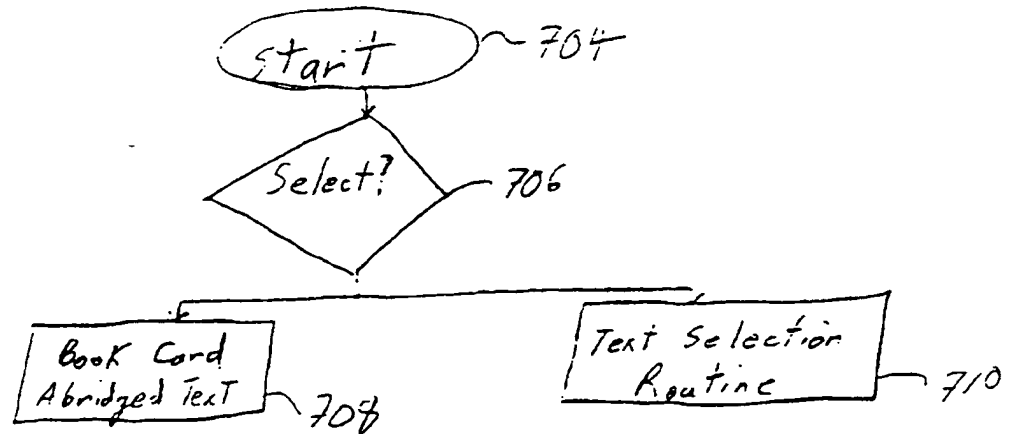 Start
704
Select?
706
Book Card
Abridged Text
708
Text Selection
Routine
710